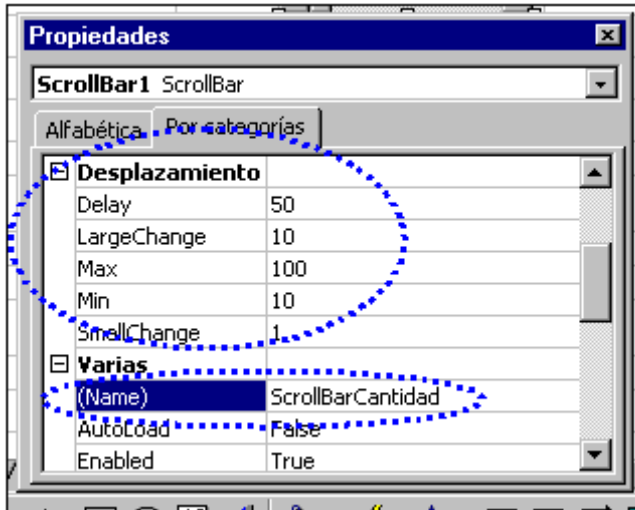 Propiedades
ScrollBar1 ScrollBar
Alfabética Por categorías
Desplazamiento
Delay 50
LargeChange 10
Max 100
Min 10
SmallChange 1
Varias
(Name) ScrollBarCantidad
AutoLoad False
Enabled True